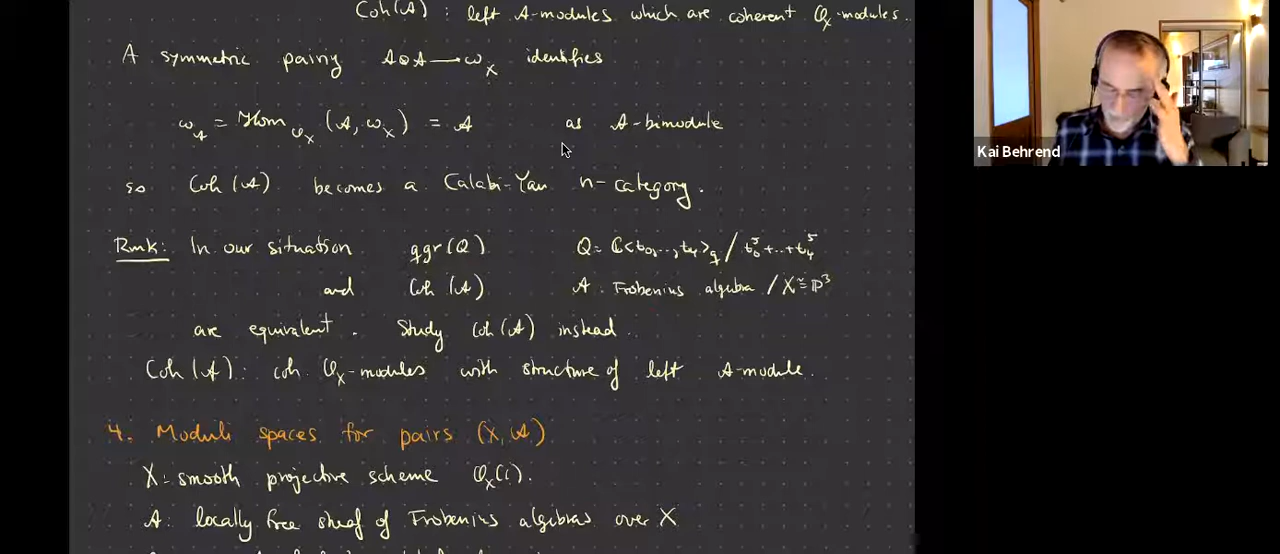 Coh(A) : left A-modules which are coherent O_X-modules.
A symmetric pairing A⊗A → ω_X identifies
ω_A = Hom_{O_X}(A, ω_X) = A as A-bimodule
so Coh(A) becomes a Calabi-Yau n-category.
Rmk: In our situation qgr(Q) Q = C<t_0,...,t_4>_q / t_0^5+...+t_4^5
and Coh(A) A : Frobenius algebra / X ≅ P^3
are equivalent. Study Coh(A) instead.
Coh(A): coh O_X-modules with structure of left A-module.
4. Moduli spaces for pairs (X, A)
X: smooth projective scheme O_X(1).
A: locally free sheaf of Frobenius algebras over X
Kai Behrend